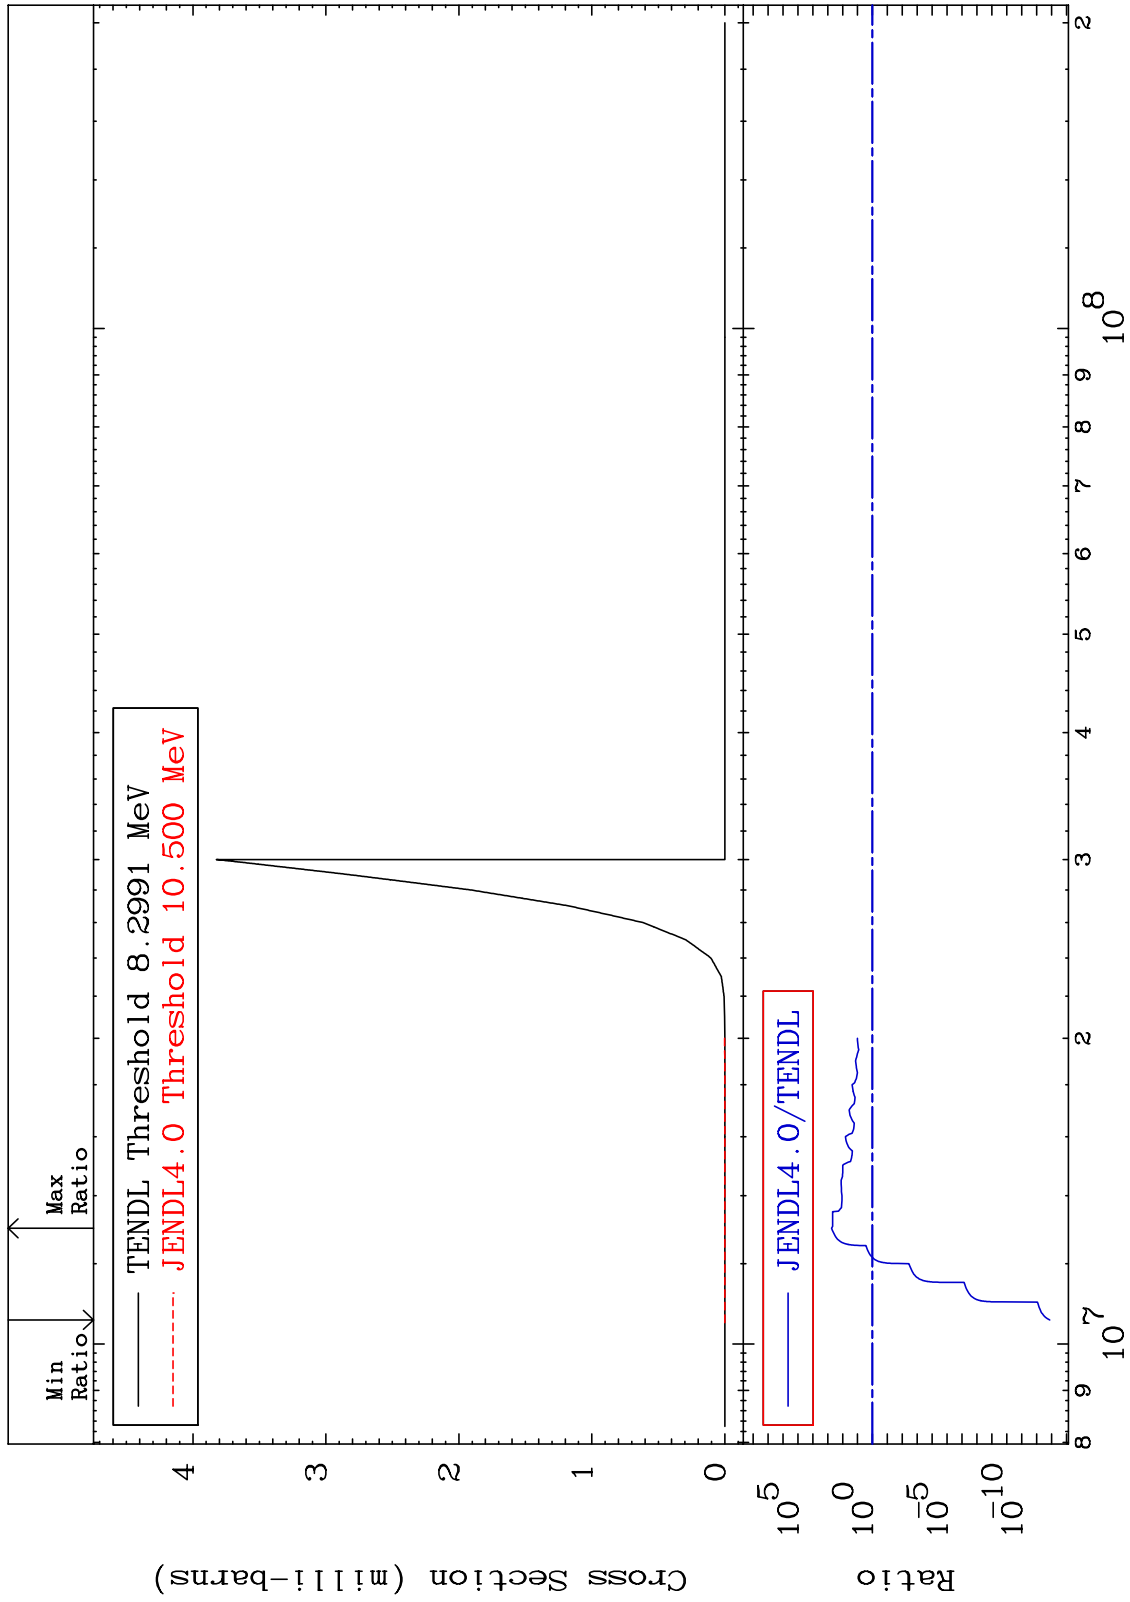 Min
Ratio
Max
Ratio
TENDL Threshold 8.2991 MeV
JENDL4.0 Threshold 10.500 MeV
4
3
2
1
0
Cross Section (milli-barns)
JENDL4.0/TENDL
10^5
10^0
10^-5
10^-10
Ratio
8 9 10^7 2 3 4 5 6 7 8 9 10^8 2